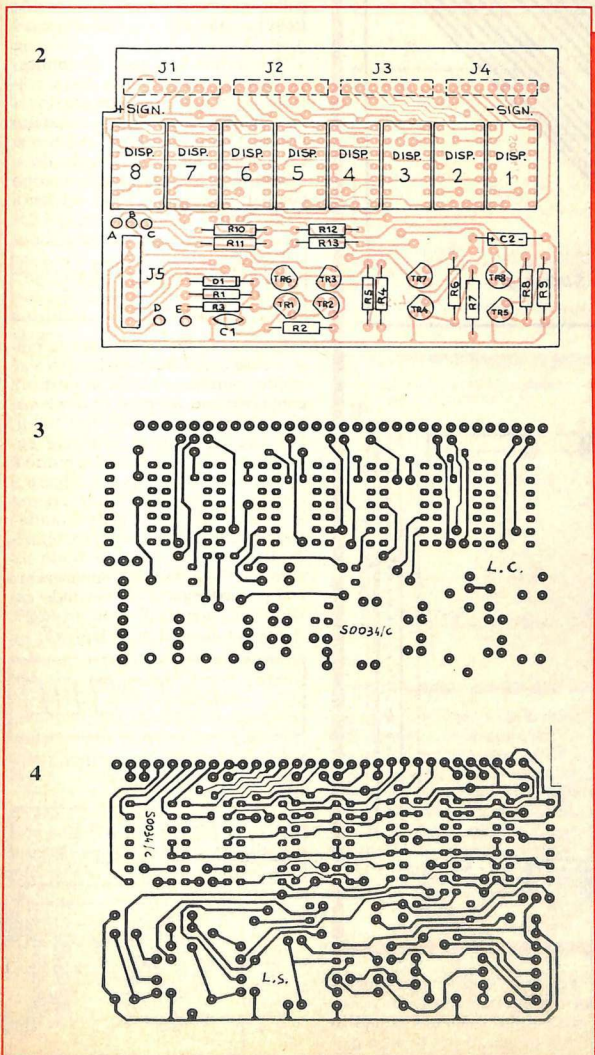 2
J1 J2 J3 J4
+SIGN. -SIGN.
DISP. 8 DISP. 7 DISP. 6 DISP. 5 DISP. 4 DISP. 3 DISP. 2 DISP. 1
A B C
R10 R12
R11 R13
+ C2 -
J5
D1
R1
R3
C1
D E
TR6 TR3
TR1 TR2
R2
R5 R4
TR7
TR4
R6
R7
TR8
TR5
R8
R9
3
L.C.
S0034/C
4
S0034/C
L.S.